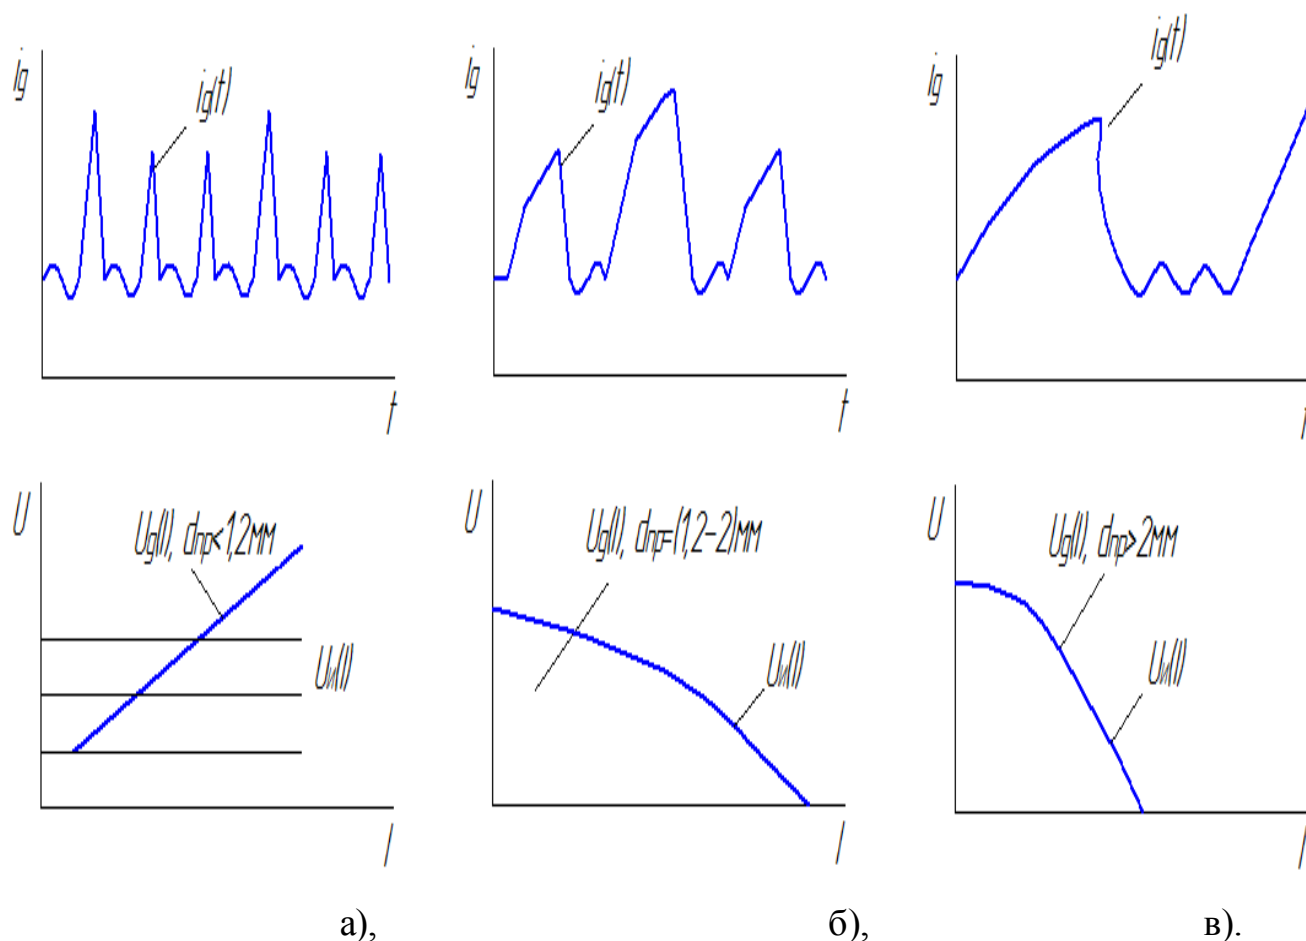 ig
ig(t)
t
ig
ig(t)
t
ig
ig(t)
t
U
Ug(I), dпр<1,2мм
Uи(I)
I
U
Ug(I), dпр=(1,2-2)мм
Uи(I)
I
U
Ug(I), dпр>2мм
Uи(I)
I
а),
б),
в).